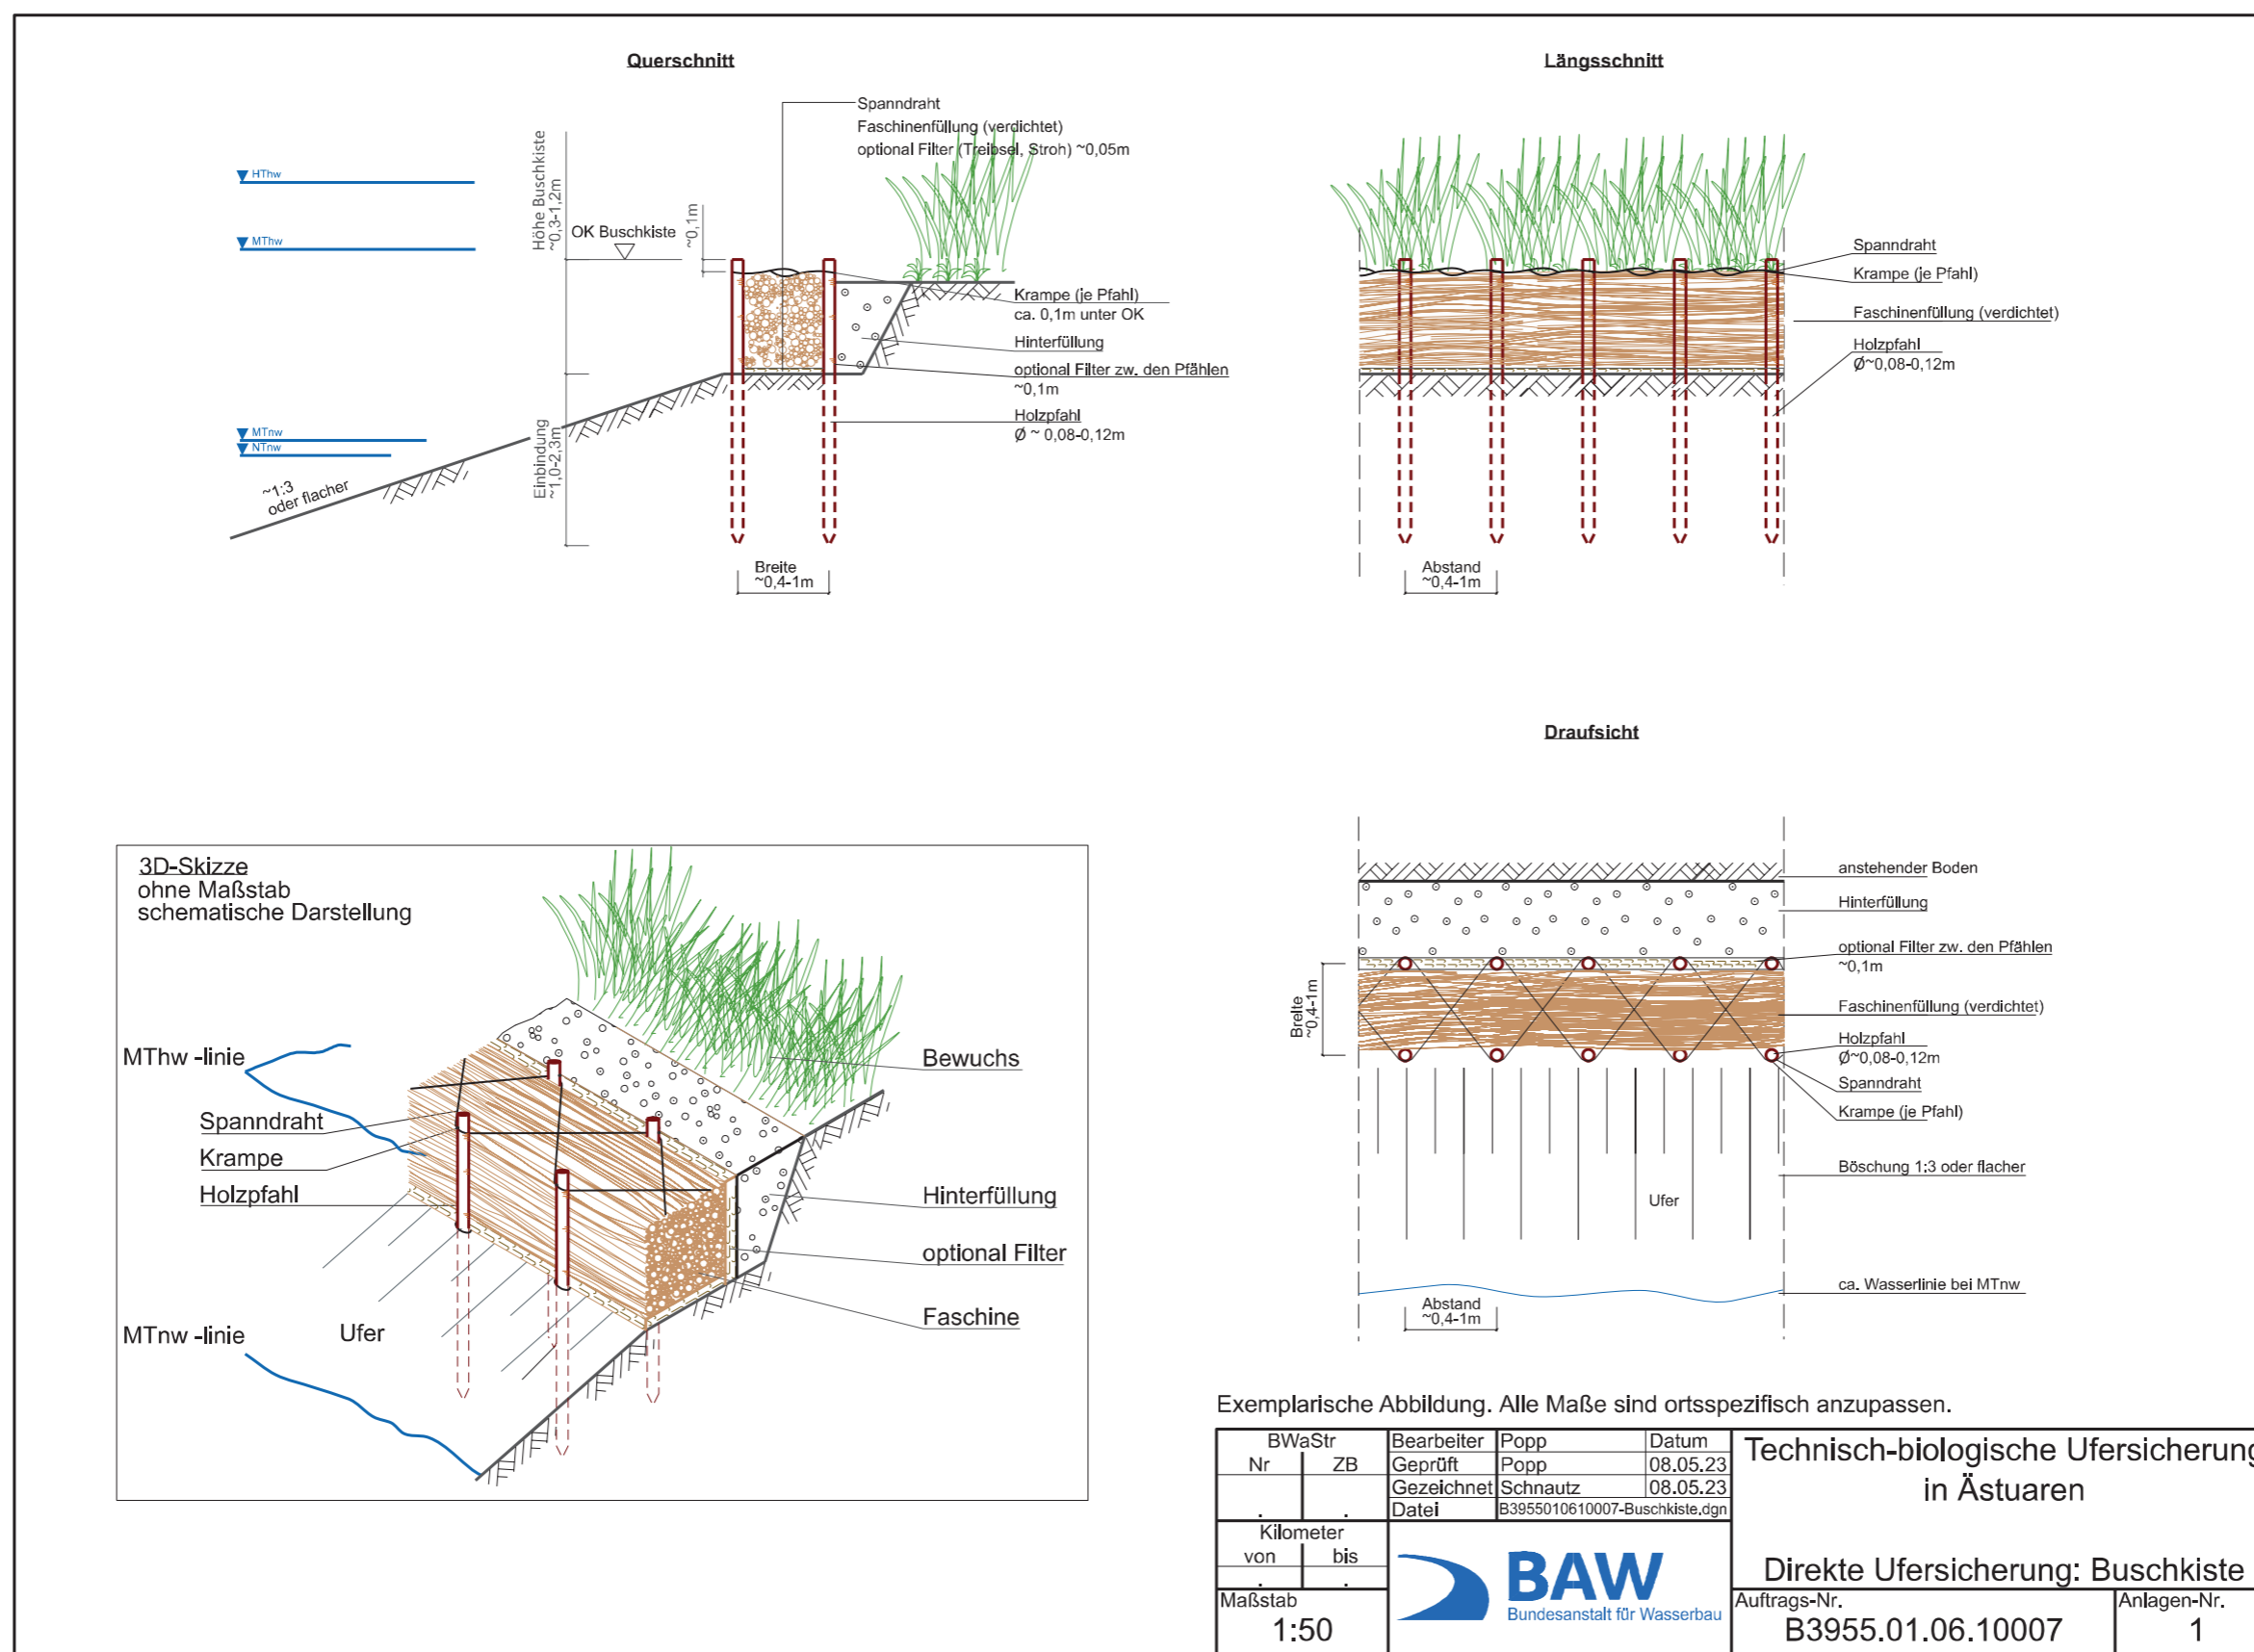 Querschnitt
Spanndraht
Faschinenfüllung (verdichtet)
optional Filter (Treibsel, Stroh) ~0,05m
HThw
MThw
MTnw
NTnw
~1:3
oder flacher
Höhe Buschkiste
~0,3-1,2m
OK Buschkiste
~0,1m
Einbindung
~1,0-2,3m
Krampe (je Pfahl)
ca. 0,1m unter OK
Hinterfüllung
optional Filter zw. den Pfählen
~0,1m
Holzpfahl
Ø ~ 0,08-0,12m
Breite
~0,4-1m
Längsschnitt
Spanndraht
Krampe (je Pfahl)
Faschinenfüllung (verdichtet)
Holzpfahl
Ø~0,08-0,12m
Abstand
~0,4-1m
3D-Skizze
ohne Maßstab
schematische Darstellung
MThw -linie
Spanndraht
Krampe
Holzpfahl
MTnw -linie
Ufer
Bewuchs
Hinterfüllung
optional Filter
Faschine
Draufsicht
anstehender Boden
Hinterfüllung
optional Filter zw. den Pfählen
~0,1m
Breite
~0,4-1m
Faschinenfüllung (verdichtet)
Holzpfahl
Ø~0,08-0,12m
Spanndraht
Krampe (je Pfahl)
Böschung 1:3 oder flacher
Ufer
ca. Wasserlinie bei MTnw
Abstand
~0,4-1m
Exemplarische Abbildung. Alle Maße sind ortsspezifisch anzupassen.
BWaStr
Nr ZB
. .
Kilometer
von bis
. .
Maßstab
1:50
Bearbeiter Popp Datum
Geprüft Popp 08.05.23
Gezeichnet Schnautz 08.05.23
Datei B3955010610007-Buschkiste.dgn
BAW
Bundesanstalt für Wasserbau
Technisch-biologische Ufersicherung
in Ästuaren
Direkte Ufersicherung: Buschkiste
Auftrags-Nr.
B3955.01.06.10007
Anlagen-Nr.
1